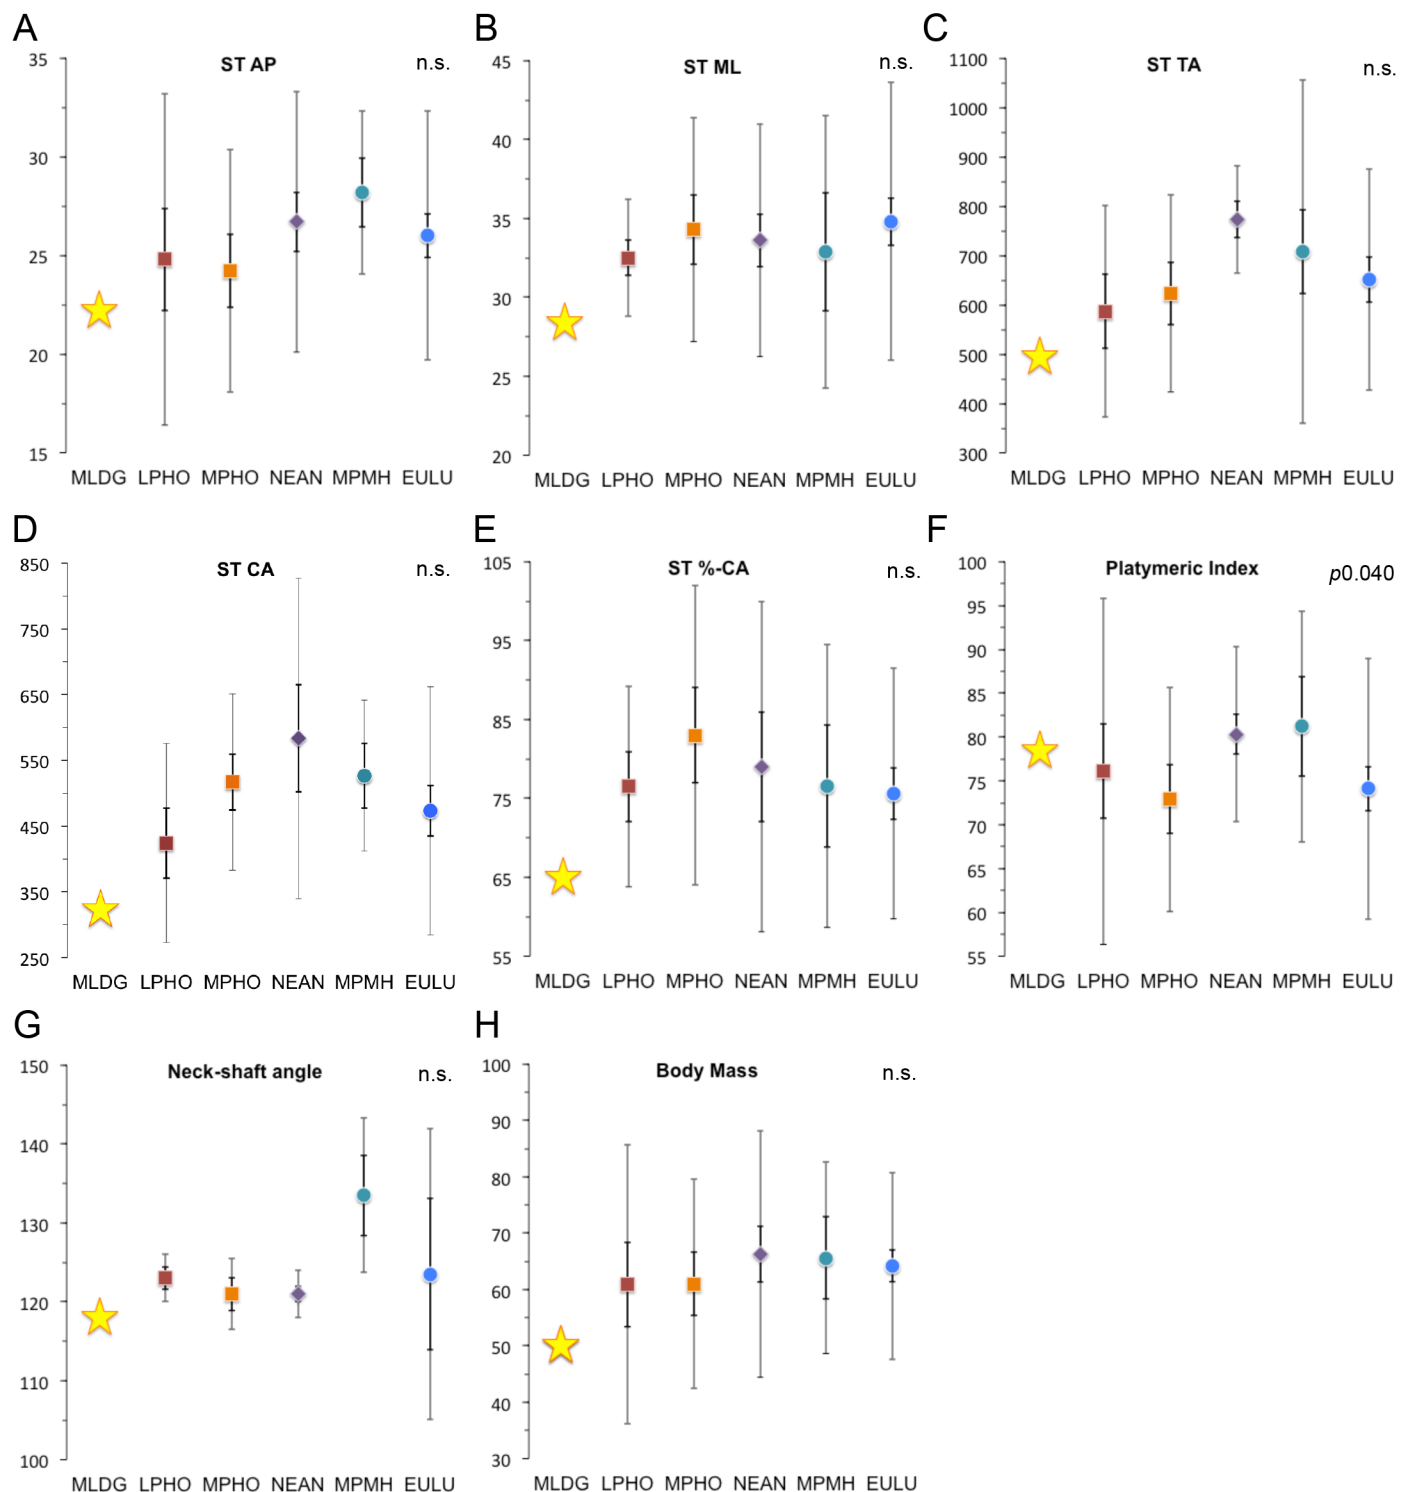 A
ST AP
n.s.
35
30
25
20
15
MLDG LPHO MPHO NEAN MPMH EULU
B
ST ML
n.s.
45
40
35
30
25
20
MLDG LPHO MPHO NEAN MPMH EULU
C
ST TA
n.s.
1100
1000
900
800
700
600
500
400
300
MLDG LPHO MPHO NEAN MPMH EULU
D
ST CA
n.s.
850
750
650
550
450
350
250
MLDG LPHO MPHO NEAN MPMH EULU
E
ST %-CA
n.s.
105
95
85
75
65
55
MLDG LPHO MPHO NEAN MPMH EULU
F
Platymeric Index
p0.040
100
95
90
85
80
75
70
65
60
55
MLDG LPHO MPHO NEAN MPMH EULU
G
Neck-shaft angle
n.s.
150
140
130
120
110
100
MLDG LPHO MPHO NEAN MPMH EULU
H
Body Mass
n.s.
100
90
80
70
60
50
40
30
MLDG LPHO MPHO NEAN MPMH EULU